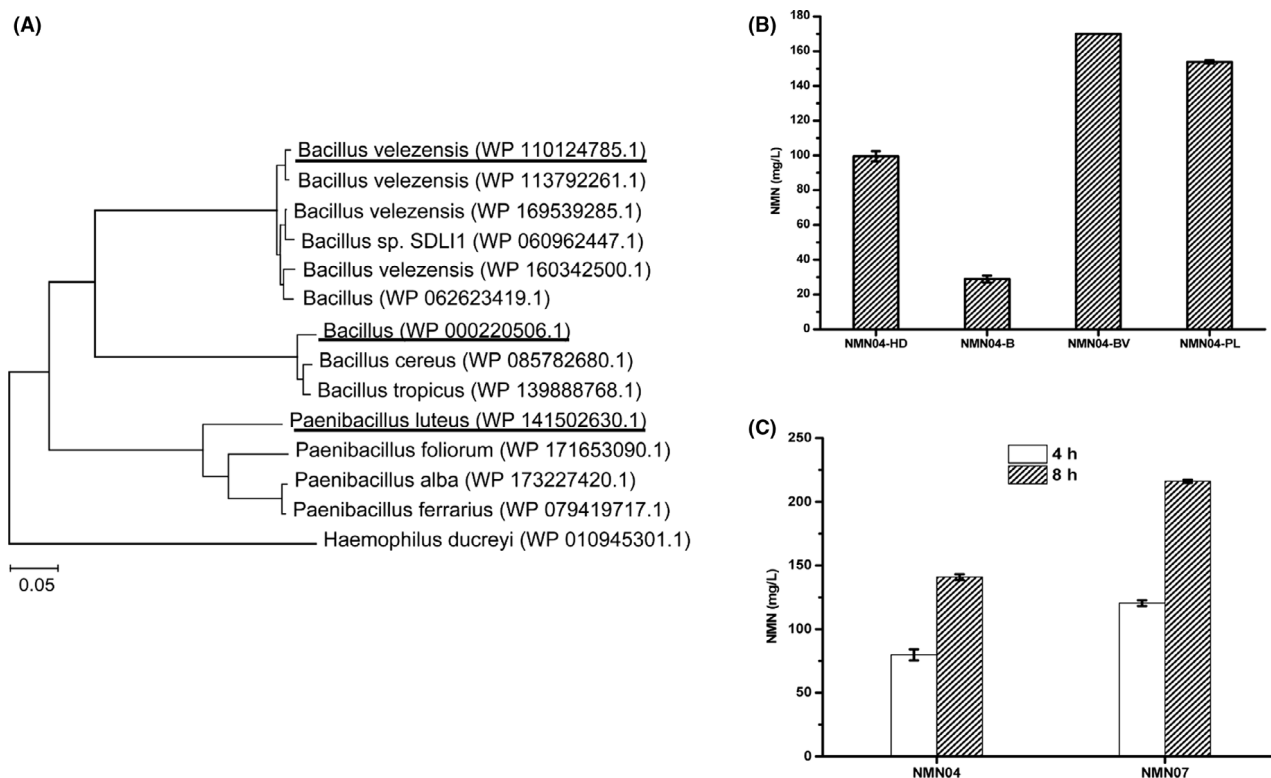 (A)
Bacillus velezensis (WP 110124785.1)
Bacillus velezensis (WP 113792261.1)
Bacillus velezensis (WP 169539285.1)
Bacillus sp. SDLI1 (WP 060962447.1)
Bacillus velezensis (WP 160342500.1)
Bacillus (WP 062623419.1)
Bacillus (WP 000220506.1)
Bacillus cereus (WP 085782680.1)
Bacillus tropicus (WP 139888768.1)
Paenibacillus luteus (WP 141502630.1)
Paenibacillus foliorum (WP 171653090.1)
Paenibacillus alba (WP 173227420.1)
Paenibacillus ferrarius (WP 079419717.1)
Haemophilus ducreyi (WP 010945301.1)
0.05
(B)
NMN (mg/L)
180
160
140
120
100
80
60
40
20
0
NMN04-HD NMN04-B NMN04-BV NMN04-PL
(C)
NMN (mg/L)
250
200
150
100
50
0
4 h
8 h
NMN04 NMN07